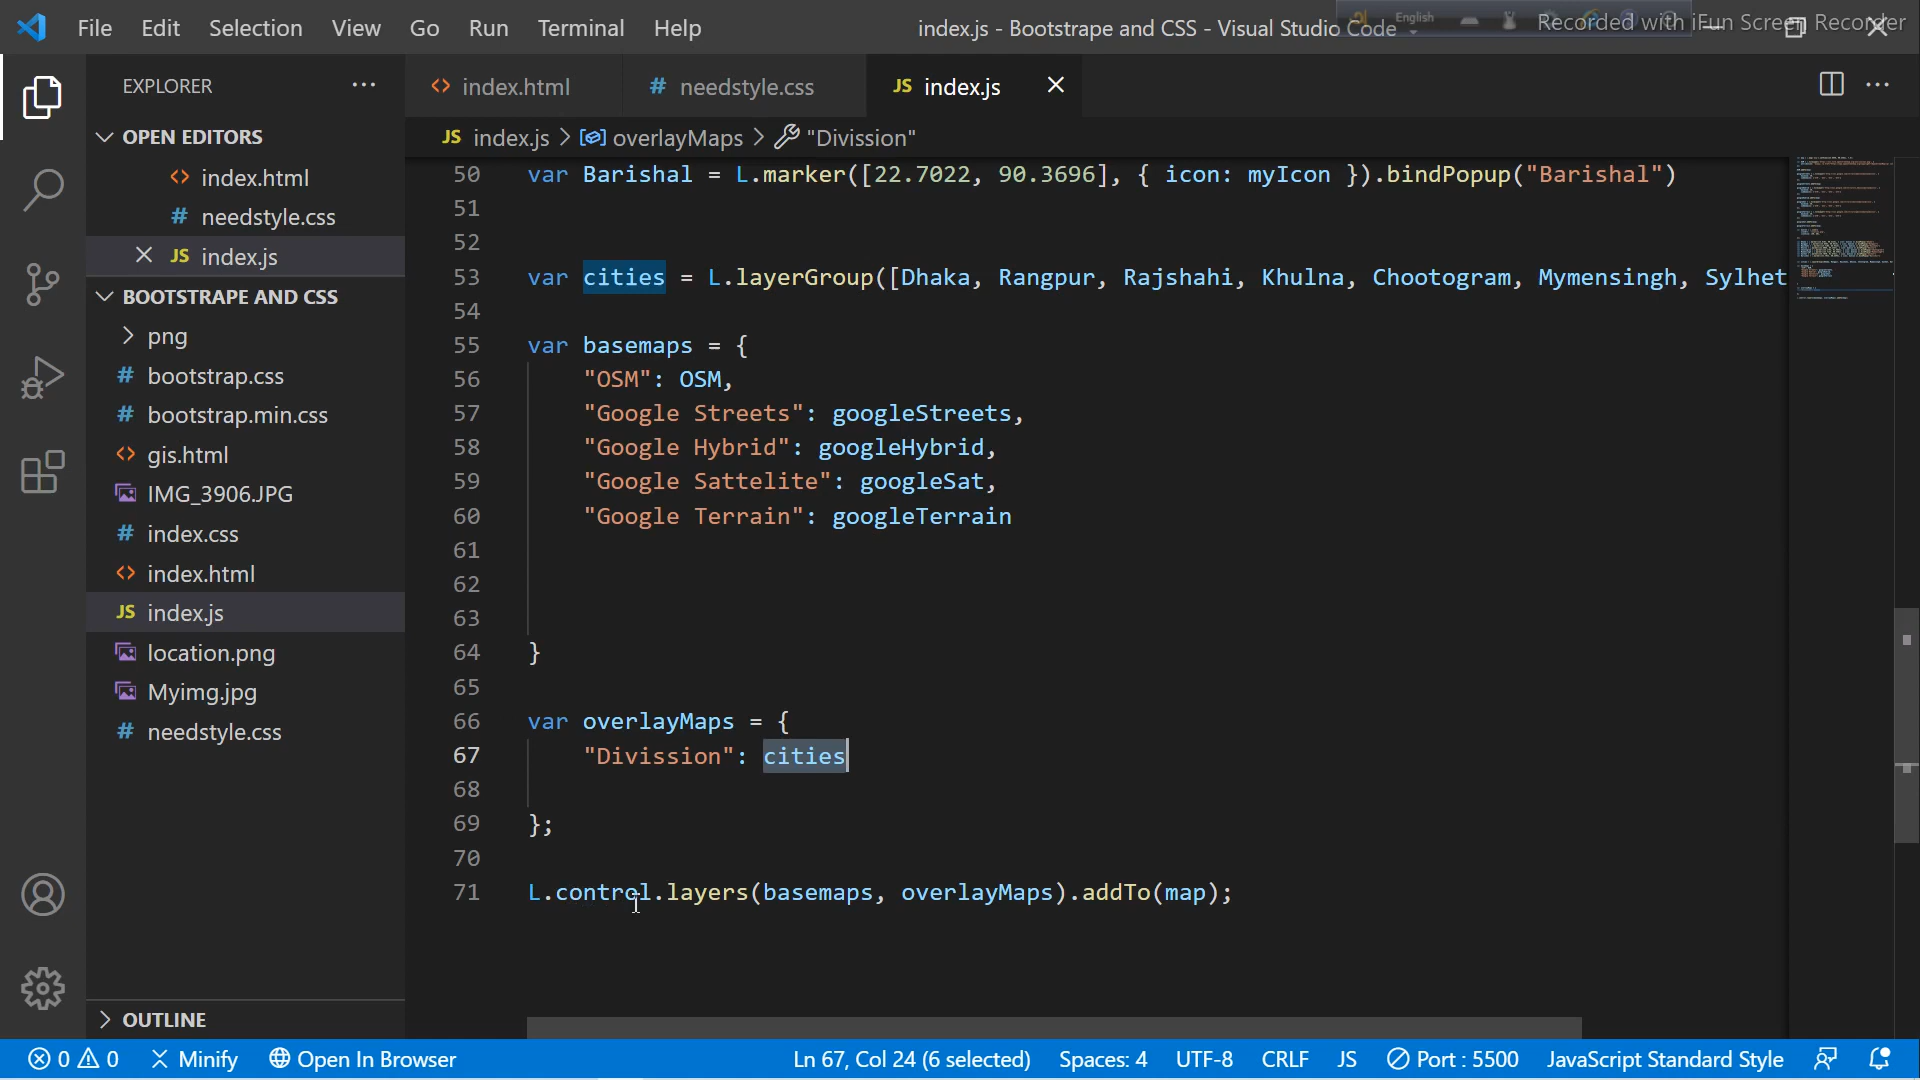 File Edit Selection View Go Run Terminal Help
index.js - Bootstrape and CSS - Visual Studio Code
English
Recorded with iFun Screen Recorder
EXPLORER
OPEN EDITORS
<> index.html
# needstyle.css
JS index.js
BOOTSTRAPE AND CSS
png
# bootstrap.css
# bootstrap.min.css
<> gis.html
IMG_3906.JPG
# index.css
<> index.html
JS index.js
location.png
Myimg.jpg
# needstyle.css
OUTLINE
<> index.html
# needstyle.css
JS index.js
JS index.js > overlayMaps > "Divission"
50 var Barishal = L.marker([22.7022, 90.3696], { icon: myIcon }).bindPopup("Barishal")
51
52
53 var cities = L.layerGroup([Dhaka, Rangpur, Rajshahi, Khulna, Chootogram, Mymensingh, Sylhet
54
55 var basemaps = {
56 "OSM": OSM,
57 "Google Streets": googleStreets,
58 "Google Hybrid": googleHybrid,
59 "Google Sattelite": googleSat,
60 "Google Terrain": googleTerrain
61
62
63
64 }
65
66 var overlayMaps = {
67 "Divission": cities
68
69 };
70
71 L.control.layers(basemaps, overlayMaps).addTo(map);
0 0 Minify Open In Browser
Ln 67, Col 24 (6 selected) Spaces: 4 UTF-8 CRLF JS Port : 5500 JavaScript Standard Style